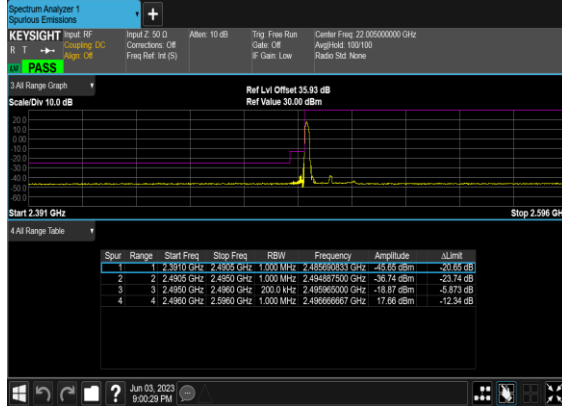 Spectrum Analyzer 1
Spurious Emissions
+
KEYSIGHT Input: RF Input Z: 50 Ω Atten: 10 dB Trig: Free Run Center Freq: 22.005000000 GHz
R T Coupling: DC Corrections: Off Gate: Off Avg|Hold: 100/100
Align: Off Freq Ref: Int (S) IF Gain: Low Radio Std: None
PASS
3 All Range Graph
Ref Lvl Offset 35.93 dB
Scale/Div 10.0 dB Ref Value 30.00 dBm
20.0
10.0
0.00
-10.0
-20.0
-30.0
-40.0
-50.0
-60.0
Start 2.391 GHz Stop 2.596 GH
4 All Range Table
Spur Range Start Freq Stop Freq RBW Frequency Amplitude ΔLimit
1 1 2.3910 GHz 2.4905 GHz 1.000 MHz 2.485690833 GHz -45.65 dBm -20.65 dB
2 2 2.4905 GHz 2.4950 GHz 1.000 MHz 2.494887500 GHz -36.74 dBm -23.74 dB
3 3 2.4950 GHz 2.4960 GHz 200.0 kHz 2.495965000 GHz -18.87 dBm -5.873 dB
4 4 2.4960 GHz 2.5960 GHz 1.000 MHz 2.496666667 GHz 17.66 dBm -12.34 dB
? Jun 03, 2023
9:00:29 PM